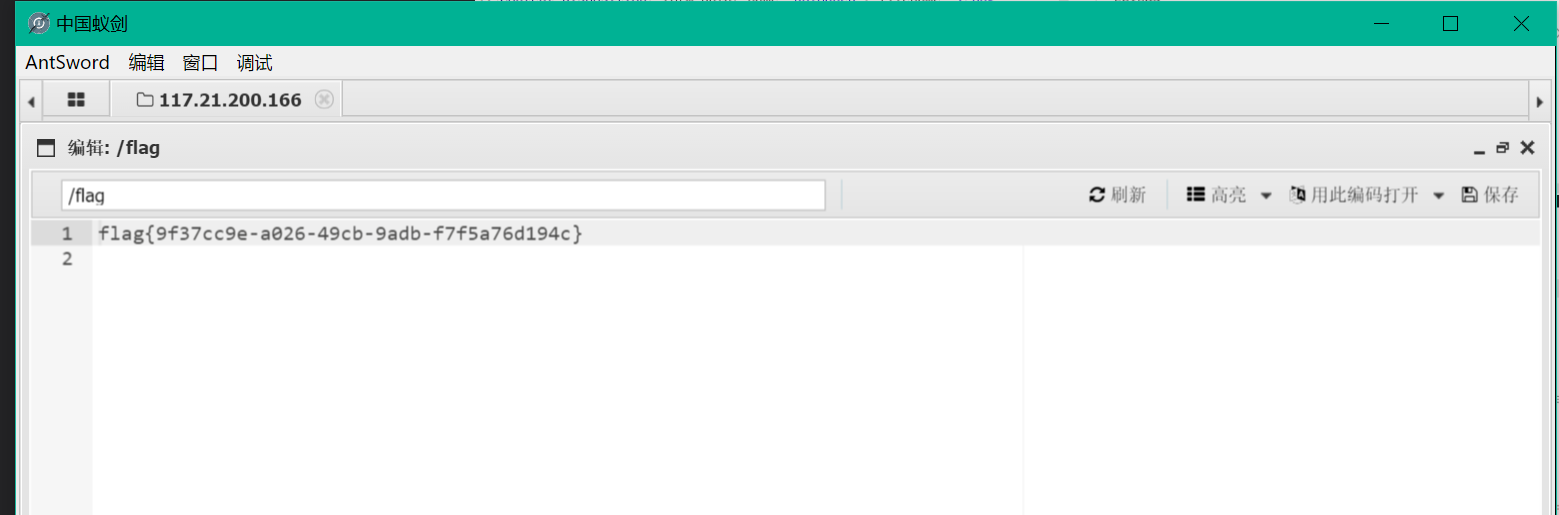 中国蚁剑
AntSword 编辑 窗口 调试
117.21.200.166
编辑: /flag
/flag 刷新 高亮 用此编码打开 保存
1 flag{9f37cc9e-a026-49cb-9adb-f7f5a76d194c}
2